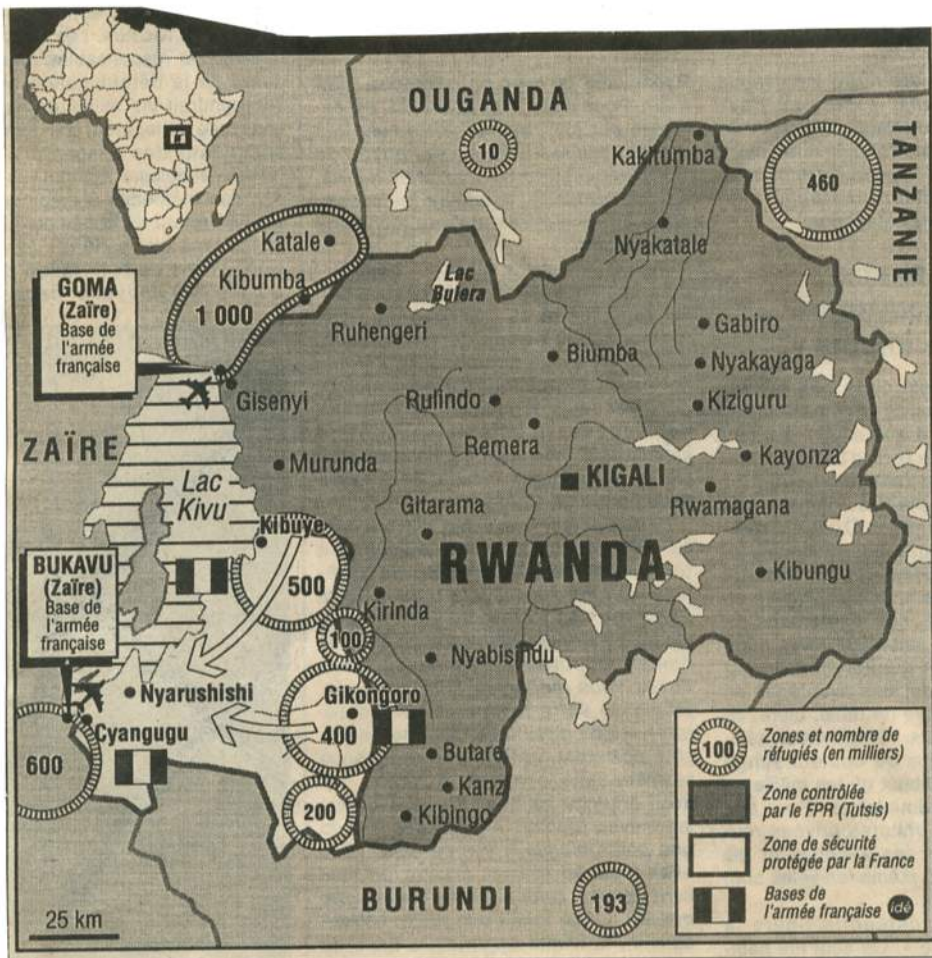 OUGANDA
10
TANZANIE
460
Kakitumba
Nyakatale
Katale
Kibumba
1 000
Lac
Bulera
GOMA
(Zaïre)
Base de
l'armée
française
Ruhengeri
Gabiro
Biumba
Nyakayaga
Gisenyi
Rulindo
Kiziguru
Remera
ZAÏRE
Murunda
Kayonza
KIGALI
Lac
Kivu
Rwamagana
Gitarama
Kibuye
RWANDA
BUKAVU
(Zaïre)
Base de
l'armée
française
500
Kibungu
Kirinda
100
Nyabisindu
Nyarushishi
Gikongoro
Cyangugu
400
600
Butare
Kanz
200
Kibingo
BURUNDI
193
25 km
100
Zones et nombre de
réfugiés (en milliers)
Zone contrôlée
par le FPR (Tutsis)
Zone de sécurité
protégée par la France
Bases de
l'armée française
idé